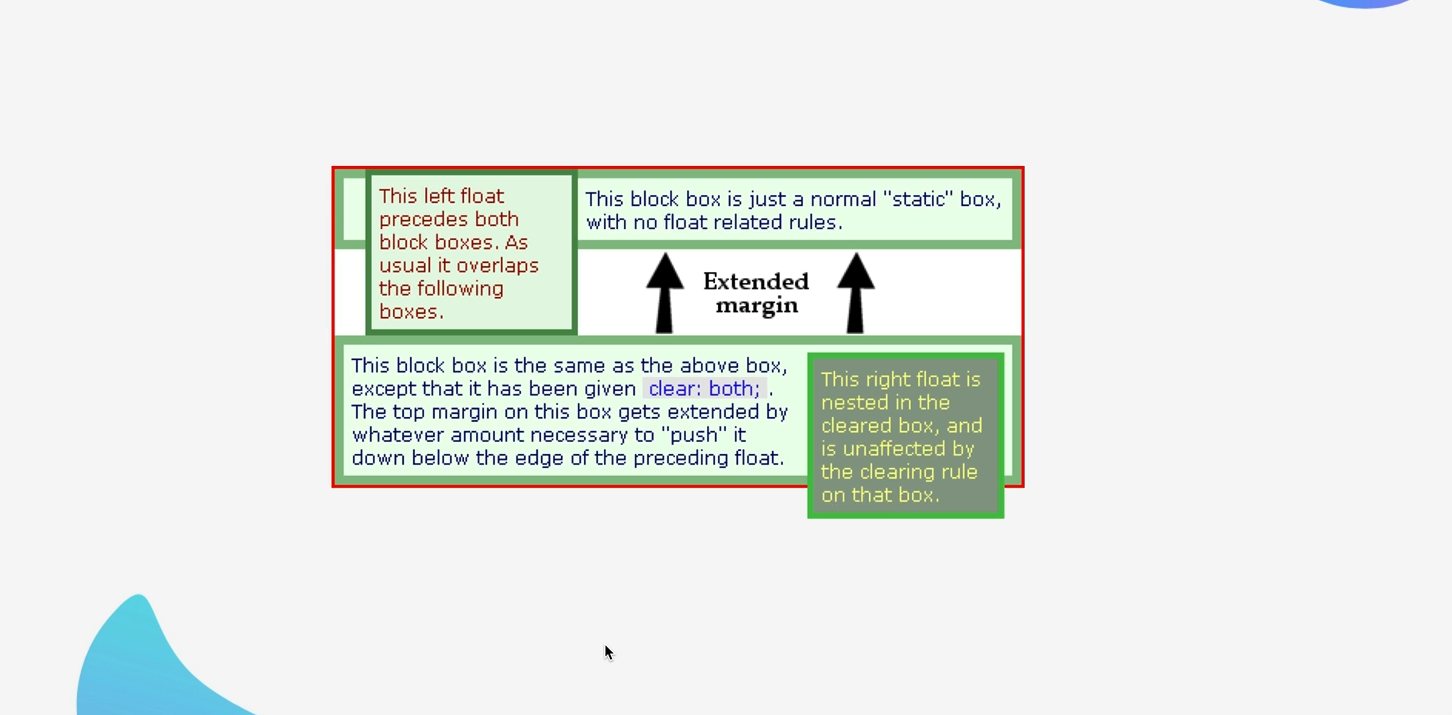 This left float
precedes both
block boxes. As
usual it overlaps
the following
boxes.
This block box is just a normal "static" box,
with no float related rules.
Extended
margin
This block box is the same as the above box,
except that it has been given clear: both; .
The top margin on this box gets extended by
whatever amount necessary to "push" it
down below the edge of the preceding float.
This right float is
nested in the
cleared box, and
is unaffected by
the clearing rule
on that box.